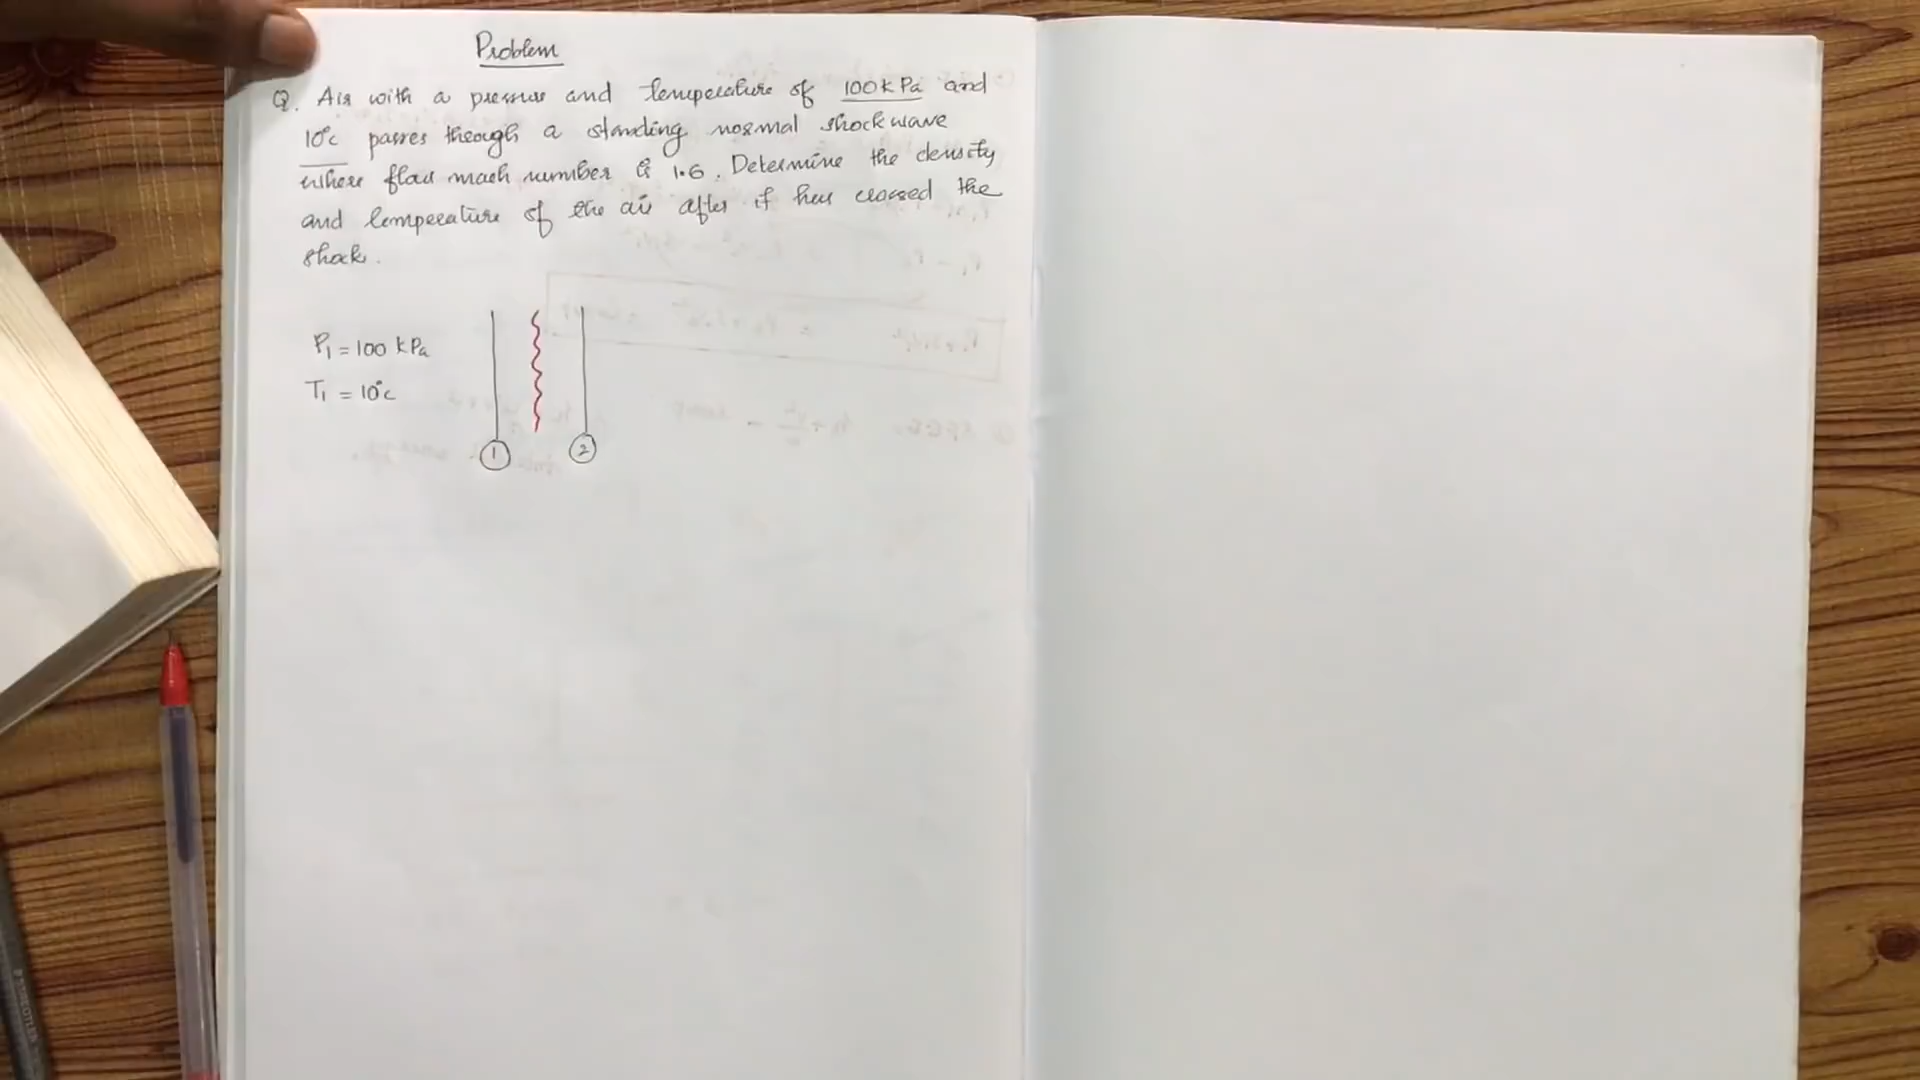 Problem
Q. Air with a pressure and temperature of 100kPa and
10°c passes through a standing normal shock wave
where flow mach number is 1.6. Determine the density
and temperature of the air after it has crossed the
shock.
P1 = 100 kPa
T1 = 10°c
1 2
STAEDTLER